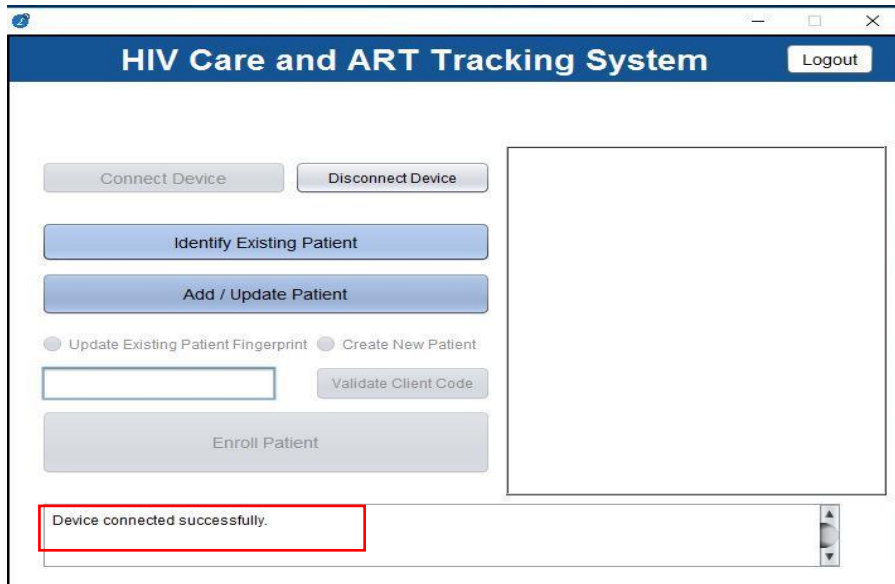 HIV Care and ART Tracking System
Logout
Connect Device
Disconnect Device
Identify Existing Patient
Add / Update Patient
Update Existing Patient Fingerprint
Create New Patient
Validate Client Code
Enroll Patient
Device connected successfully.